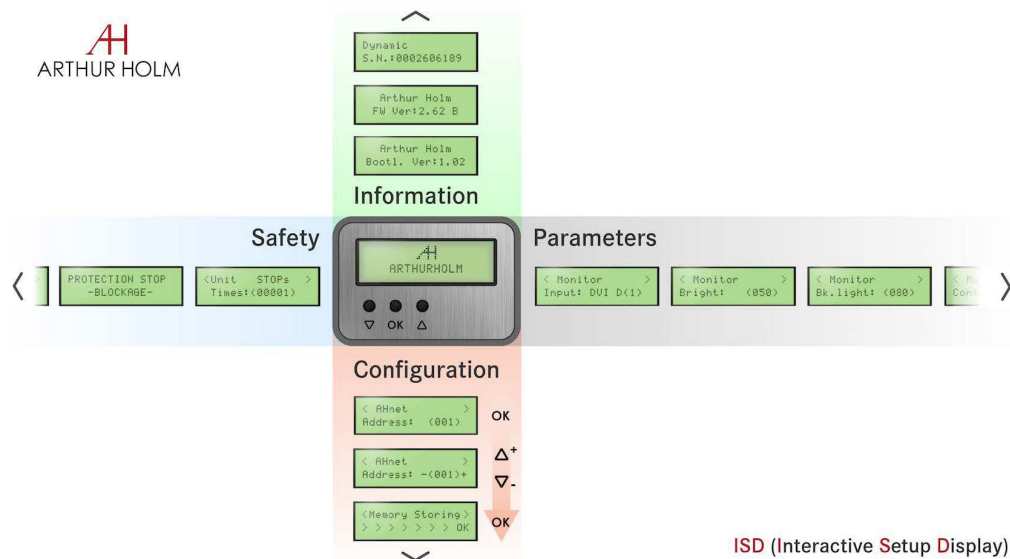 AH
ARTHUR HOLM
Dynamic
S.N.:0002606189
Arthur Holm
FW Ver:2.62 B
Arthur Holm
Bootl. Ver:1.02
Information
Safety
Parameters
PROTECTION STOP
-BLOCKAGE-
<Unit STOPs >
Times:(00001)
AH
ARTHURHOLM
OK
< Monitor >
Input: DVI D(1)
< Monitor >
Bright: (050)
< Monitor >
Bk.light: (080)
Configuration
< AHnet >
Address: (001)
OK
< AHnet >
Address: -(001)+
+
-
<Memory Storing>
> > > > > > > OK
OK
ISD (Interactive Setup Display)